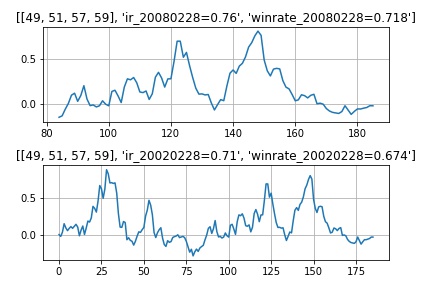 [[49, 51, 57, 59], 'ir_20080228=0.76', 'winrate_20080228=0.718']
0.5
0.0
80 100 120 140 160 180
[[49, 51, 57, 59], 'ir_20020228=0.71', 'winrate_20020228=0.674']
0.5
0.0
0 25 50 75 100 125 150 175